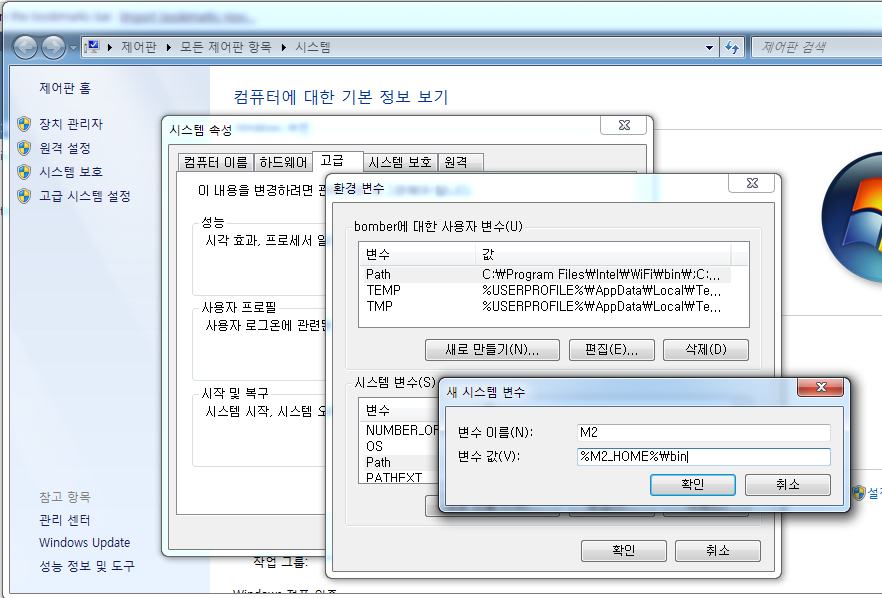 제어판 ▸ 모든 제어판 항목 ▸ 시스템
제어판 검색
제어판 홈
장치 관리자
원격 설정
시스템 보호
고급 시스템 설정
참고 항목
관리 센터
Windows Update
성능 정보 및 도구
컴퓨터에 대한 기본 정보 보기
작업 그룹:
시스템 속성
컴퓨터 이름
하드웨어
고급
시스템 보호
원격
이 내용을 변경하려면
성능
시각 효과, 프로세서
사용자 프필
사용자 로그온에
시작 및 복구
시스템 시작, 시스템
환경 변수
bomber에 대한 사용자 변수(U)
변수 값
Path C:₩Program Files₩Intel₩WiFi₩bin₩;C:...
TEMP %USERPROFILE%₩AppData₩Local₩Te...
TMP %USERPROFILE%₩AppData₩Local₩Te...
새로 만들기(N)...
편집(E)...
삭제(D)
시스템 변수(S)
변수
NUMBER_OF
OS
Path
PATHEXT
확인
취소
새 시스템 변수
변수 이름(N): M2
변수 값(V): %M2_HOME%₩bin
확인
취소